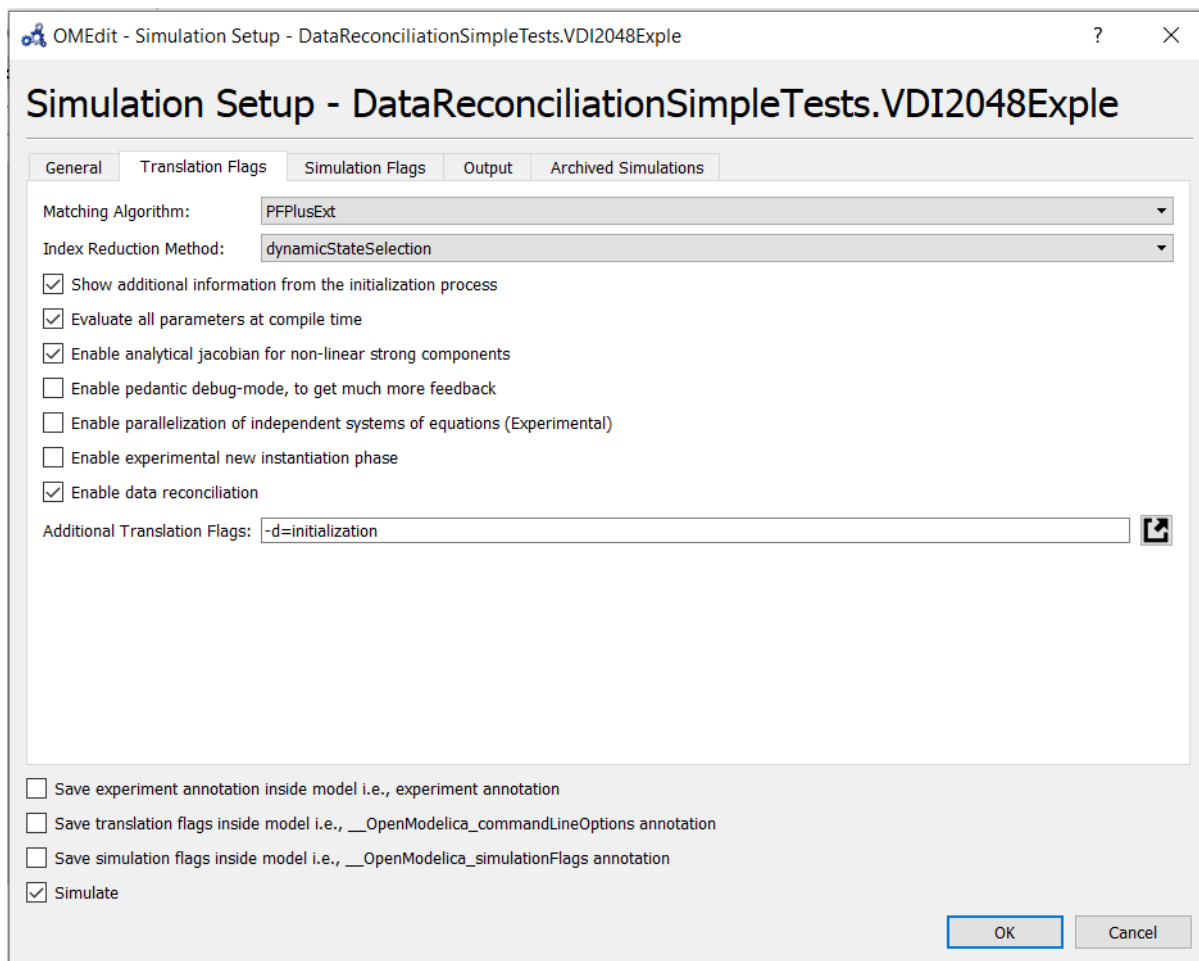 OMEdit - Simulation Setup - DataReconciliationSimpleTests.VDI2048Exple ?
Simulation Setup - DataReconciliationSimpleTests.VDI2048Exple
General Translation Flags Simulation Flags Output Archived Simulations
Matching Algorithm: PFPlusExt
Index Reduction Method: dynamicStateSelection
Show additional information from the initialization process
Evaluate all parameters at compile time
Enable analytical jacobian for non-linear strong components
Enable pedantic debug-mode, to get much more feedback
Enable parallelization of independent systems of equations (Experimental)
Enable experimental new instantiation phase
Enable data reconciliation
Additional Translation Flags: -d=initialization
Save experiment annotation inside model i.e., experiment annotation
Save translation flags inside model i.e., __OpenModelica_commandLineOptions annotation
Save simulation flags inside model i.e., __OpenModelica_simulationFlags annotation
Simulate
OK Cancel